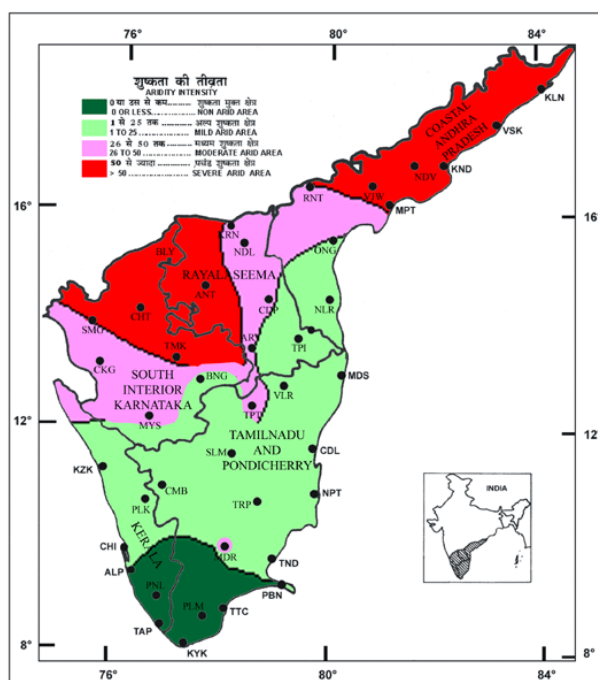 76° 80° 84°
शुष्कता की तीव्रता
ARIDITY INTENSITY
0 या उस से कम.......... शुष्कता मुक्त क्षेत्र
0 OR LESS.......... NON ARID AREA
1 से 25 तक.......... अल्प शुष्कता क्षेत्र
1 TO 25.......... MILD ARID AREA
26 से 50 तक.......... मध्यम शुष्कता क्षेत्र
26 TO 50.......... MODERATE ARID AREA
50 से ज्यादा.......... प्रचंड शुष्कता क्षेत्र
> 50.......... SEVERE ARID AREA
KLN
VSK
COASTAL
ANDHRA
PRADESH
NDV
KND
VJW
RNT
MPT
16° 16°
KRN
NDL
ONG
BLY
RAYALASEEMA
ANT
CDP
NLR
CHT
SMG
TMK
ARV
TPI
CKG
BNG
MDS
SOUTH
INTERIOR
KARNATAKA
VLR
MYS
TPT
12° 12°
TAMILNADU
AND
PONDICHERRY
SLM
CDL
KZK
CMB
NPT
PLK
TRP
INDIA
KERALA
CHI
MDR
TND
ALP
PBN
PNL
PLM
TTC
TAP
KYK
8° 8°
76° 80° 84°